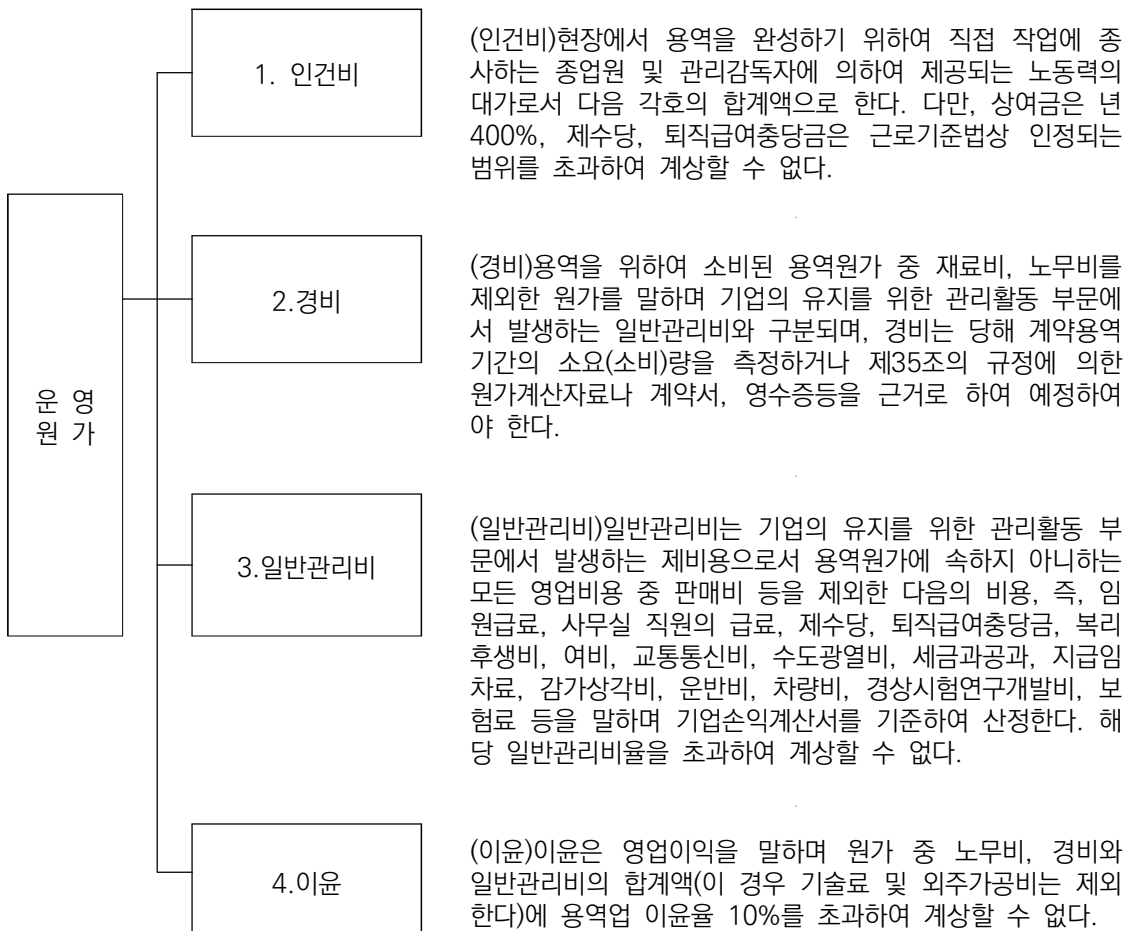 1. 인건비
(인건비)현장에서 용역을 완성하기 위하여 직접 작업에 종
사하는 종업원 및 관리감독자에 의하여 제공되는 노동력의
대가로서 다음 각호의 합계액으로 한다. 다만, 상여금은 년
400%, 제수당, 퇴직급여충당금은 근로기준법상 인정되는
범위를 초과하여 계상할 수 없다.
운 영
원 가
2.경비
(경비)용역을 위하여 소비된 용역원가 중 재료비, 노무비를
제외한 원가를 말하며 기업의 유지를 위한 관리활동 부문에
서 발생하는 일반관리비와 구분되며, 경비는 당해 계약용역
기간의 소요(소비)량을 측정하거나 제35조의 규정에 의한
원가계산자료나 계약서, 영수증등을 근거로 하여 예정하여
야 한다.
3.일반관리비
(일반관리비)일반관리비는 기업의 유지를 위한 관리활동 부
문에서 발생하는 제비용으로서 용역원가에 속하지 아니하는
모든 영업비용 중 판매비 등을 제외한 다음의 비용, 즉, 임
원급료, 사무실 직원의 급료, 제수당, 퇴직급여충당금, 복리
후생비, 여비, 교통통신비, 수도광열비, 세금과공과, 지급임
차료, 감가상각비, 운반비, 차량비, 경상시험연구개발비, 보
험료 등을 말하며 기업손익계산서를 기준하여 산정한다. 해
당 일반관리비율을 초과하여 계상할 수 없다.
4.이윤
(이윤)이윤은 영업이익을 말하며 원가 중 노무비, 경비와
일반관리비의 합계액(이 경우 기술료 및 외주가공비는 제외
한다)에 용역업 이윤율 10%를 초과하여 계상할 수 없다.